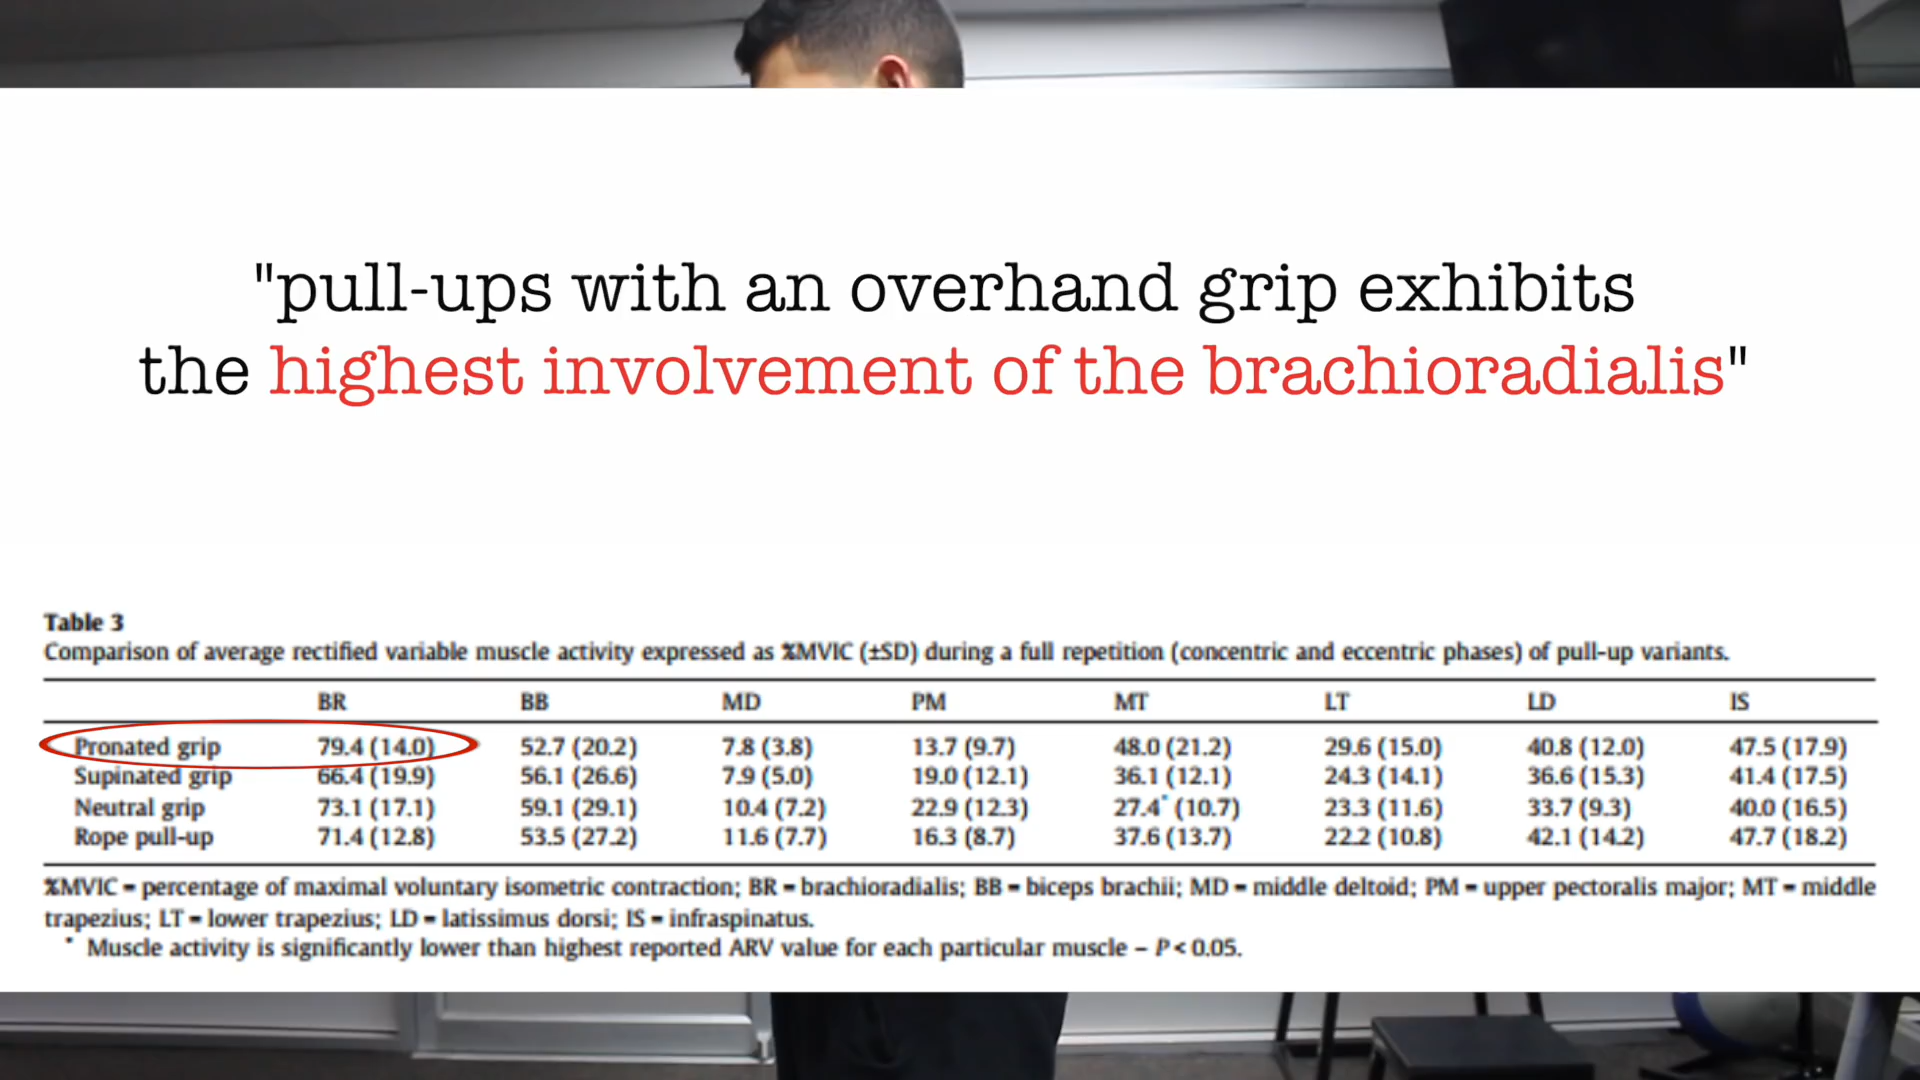 "pull-ups with an overhand grip exhibits
the highest involvement of the brachioradialis"
Table 3
Comparison of average rectified variable muscle activity expressed as %MVIC (±SD) during a full repetition (concentric and eccentric phases) of pull-up variants.
BR BB MD PM MT LT LD IS
Pronated grip 79.4 (14.0) 52.7 (20.2) 7.8 (3.8) 13.7 (9.7) 48.0 (21.2) 29.6 (15.0) 40.8 (12.0) 47.5 (17.9)
Supinated grip 66.4 (19.9) 56.1 (26.6) 7.9 (5.0) 19.0 (12.1) 36.1 (12.1) 24.3 (14.1) 36.6 (15.3) 41.4 (17.5)
Neutral grip 73.1 (17.1) 59.1 (29.1) 10.4 (7.2) 22.9 (12.3) 27.4* (10.7) 23.3 (11.6) 33.7 (9.3) 40.0 (16.5)
Rope pull-up 71.4 (12.8) 53.5 (27.2) 11.6 (7.7) 16.3 (8.7) 37.6 (13.7) 22.2 (10.8) 42.1 (14.2) 47.7 (18.2)
%MVIC = percentage of maximal voluntary isometric contraction; BR = brachioradialis; BB = biceps brachii; MD = middle deltoid; PM = upper pectoralis major; MT = middle
trapezius; LT = lower trapezius; LD = latissimus dorsi; IS = infraspinatus.
* Muscle activity is significantly lower than highest reported ARV value for each particular muscle – P < 0.05.